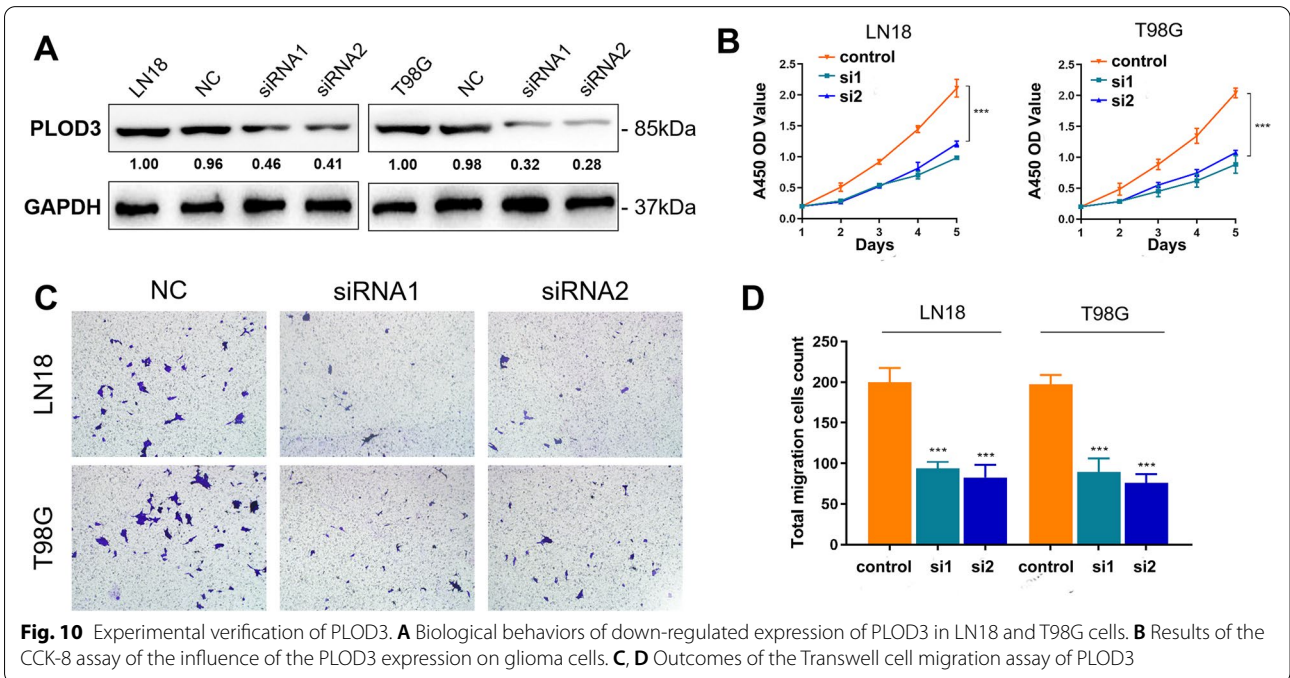 A
LN18 NC siRNA1 siRNA2 T98G NC siRNA1 siRNA2
PLOD3 - 85kDa
1.00 0.96 0.46 0.41 1.00 0.98 0.32 0.28
GAPDH - 37kDa
B
LN18
control
si1
si2
A450 OD Value
2.5
2.0
1.5
1.0
0.5
0.0
***
1 2 3 4 5
Days
T98G
control
si1
si2
A450 OD Value
2.5
2.0
1.5
1.0
0.5
0.0
***
1 2 3 4 5
Days
C
NC siRNA1 siRNA2
LN18
T98G
D
LN18 T98G
Total migration cells count
250
200
150
100
50
0
*** *** *** ***
control si1 si2 control si1 si2
Fig. 10 Experimental verification of PLOD3. A Biological behaviors of down-regulated expression of PLOD3 in LN18 and T98G cells. B Results of the
CCK-8 assay of the influence of the PLOD3 expression on glioma cells. C, D Outcomes of the Transwell cell migration assay of PLOD3